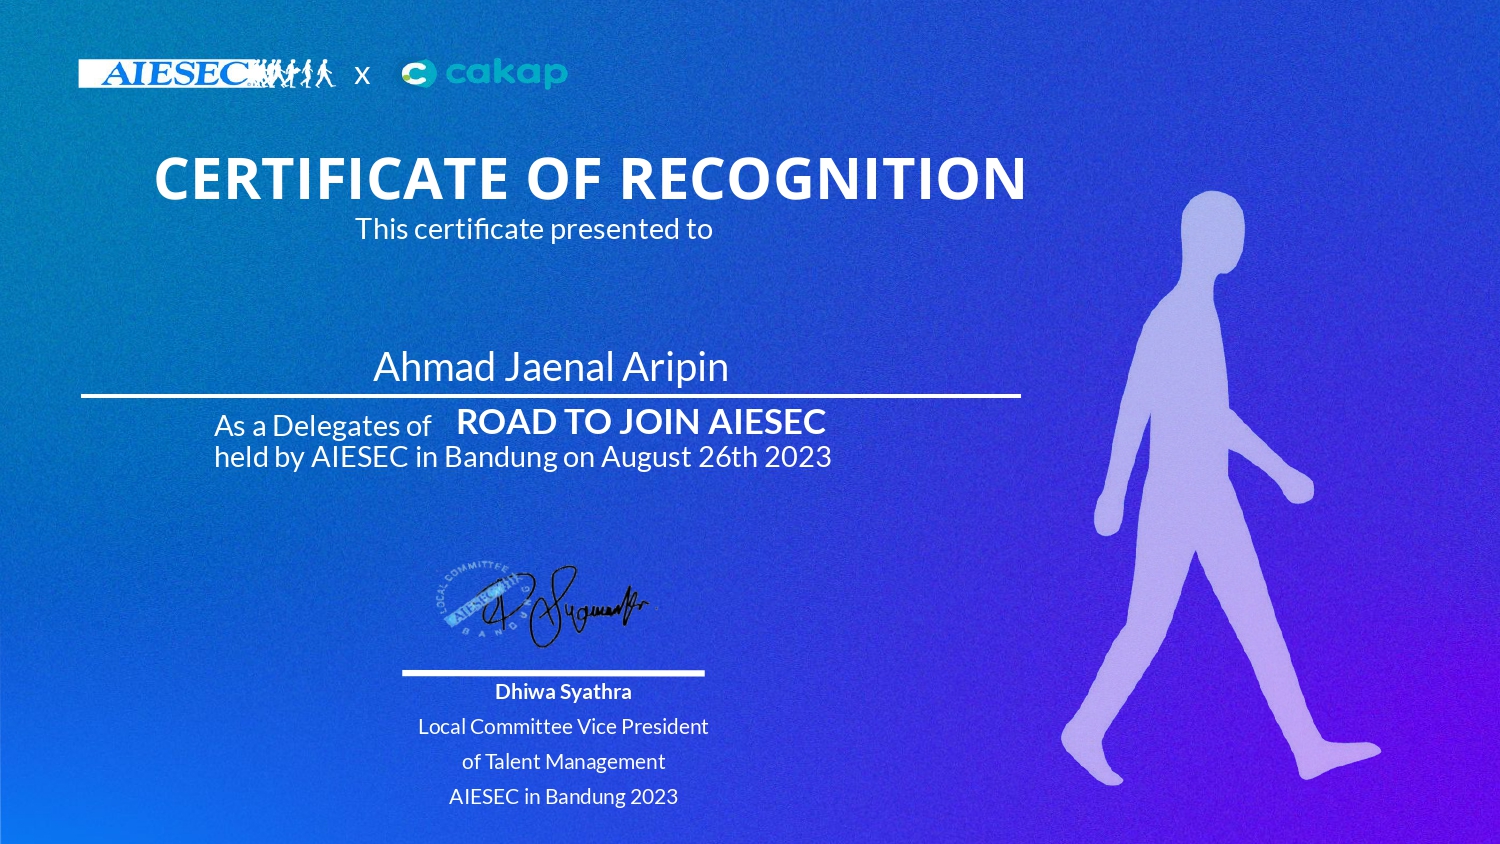 AIESEC x cakap
CERTIFICATE OF RECOGNITION
This certificate presented to
Ahmad Jaenal Aripin
As a Delegates of ROAD TO JOIN AIESEC
held by AIESEC in Bandung on August 26th 2023
LOCAL COMMITTEE
AIESEC
BANDUNG
Dhiwa Syathra
Local Committee Vice President
of Talent Management
AIESEC in Bandung 2023